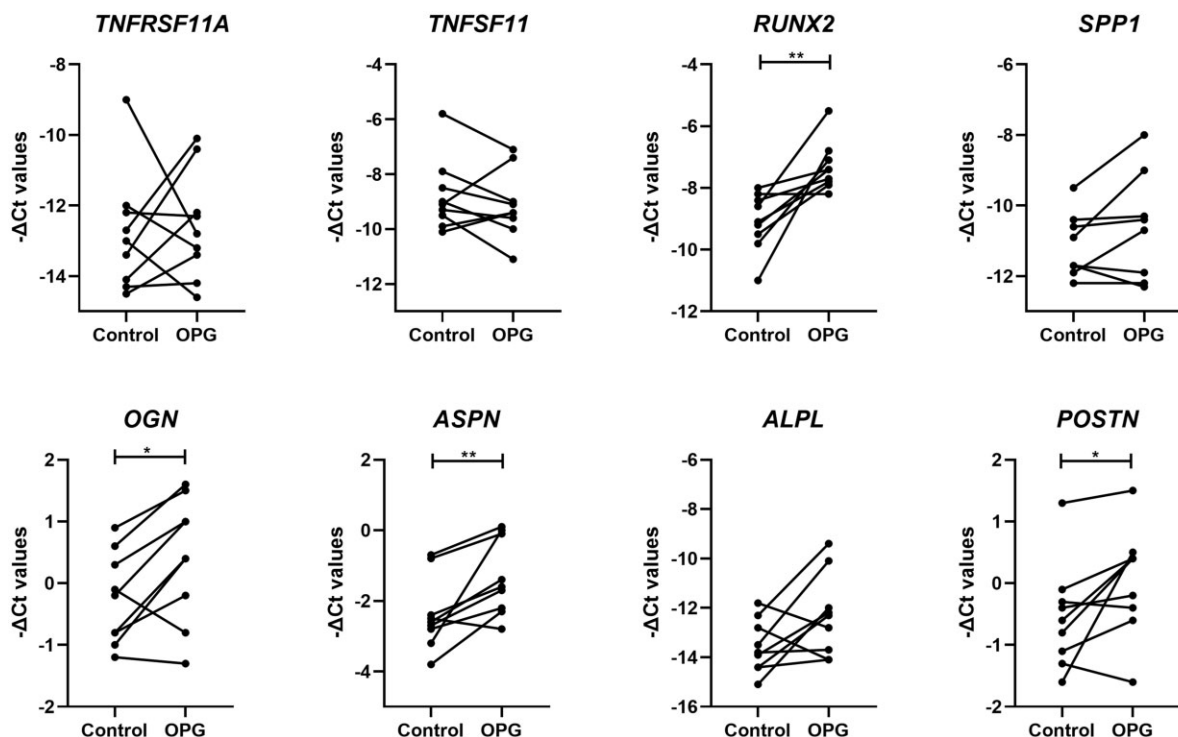 TNFRSF11A
-ΔCt values
-8
-10
-12
-14
Control OPG
TNFSF11
-ΔCt values
-4
-6
-8
-10
-12
Control OPG
RUNX2
**
-ΔCt values
-4
-6
-8
-10
-12
Control OPG
SPP1
-ΔCt values
-6
-8
-10
-12
Control OPG
OGN
*
-ΔCt values
2
1
-0
-1
-2
Control OPG
ASPN
**
-ΔCt values
2
-0
-2
-4
Control OPG
ALPL
-ΔCt values
-6
-8
-10
-12
-14
-16
Control OPG
POSTN
*
-ΔCt values
2
1
-0
-1
-2
Control OPG